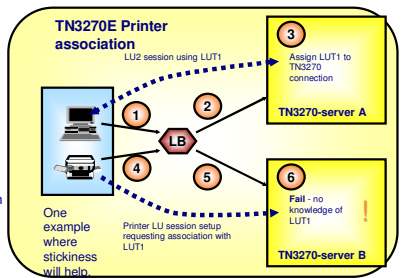 TN3270E Printer
association
LU2 session using LUT1
3
Assign LUT1 to
TN3270
connection
TN3270-server A
1
2
LB
4
5
One
example
where
stickiness
will help.
Printer LU session setup
requesting association with
LUT1
6
Fail - no
knowledge of
LUT1
!
TN3270-server B